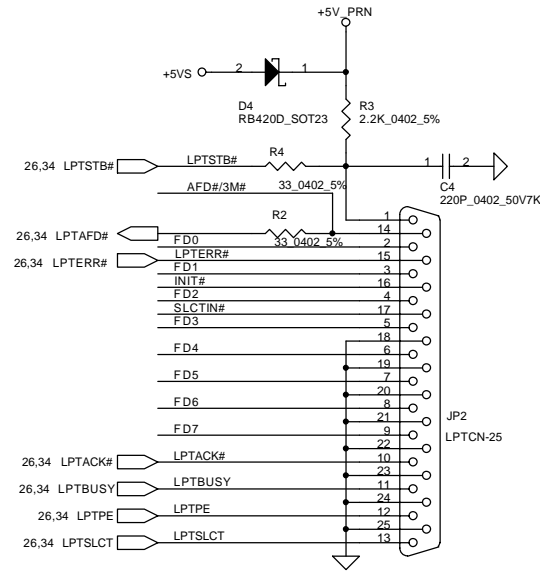 +5V_PRN
+5VS
2
1
D4
RB420D_SOT23
R3
2.2K_0402_5%
26,34 LPTSTB#
LPTSTB#
R4
33_0402_5%
1
2
C4
220P_0402_50V7K
AFD#/3M#
1
26,34 LPTAFD#
R2
33_0402_5%
14
FD0
2
26,34 LPTERR#
LPTERR#
15
FD1
3
INIT#
16
FD2
4
SLCTIN#
17
FD3
5
18
FD4
6
19
FD5
7
20
FD6
8
21
JP2
LPTCN-25
FD7
9
22
26,34 LPTACK#
LPTACK#
10
23
26,34 LPTBUSY
LPTBUSY
11
24
26,34 LPTPE
LPTPE
12
25
26,34 LPTSLCT
LPTSLCT
13